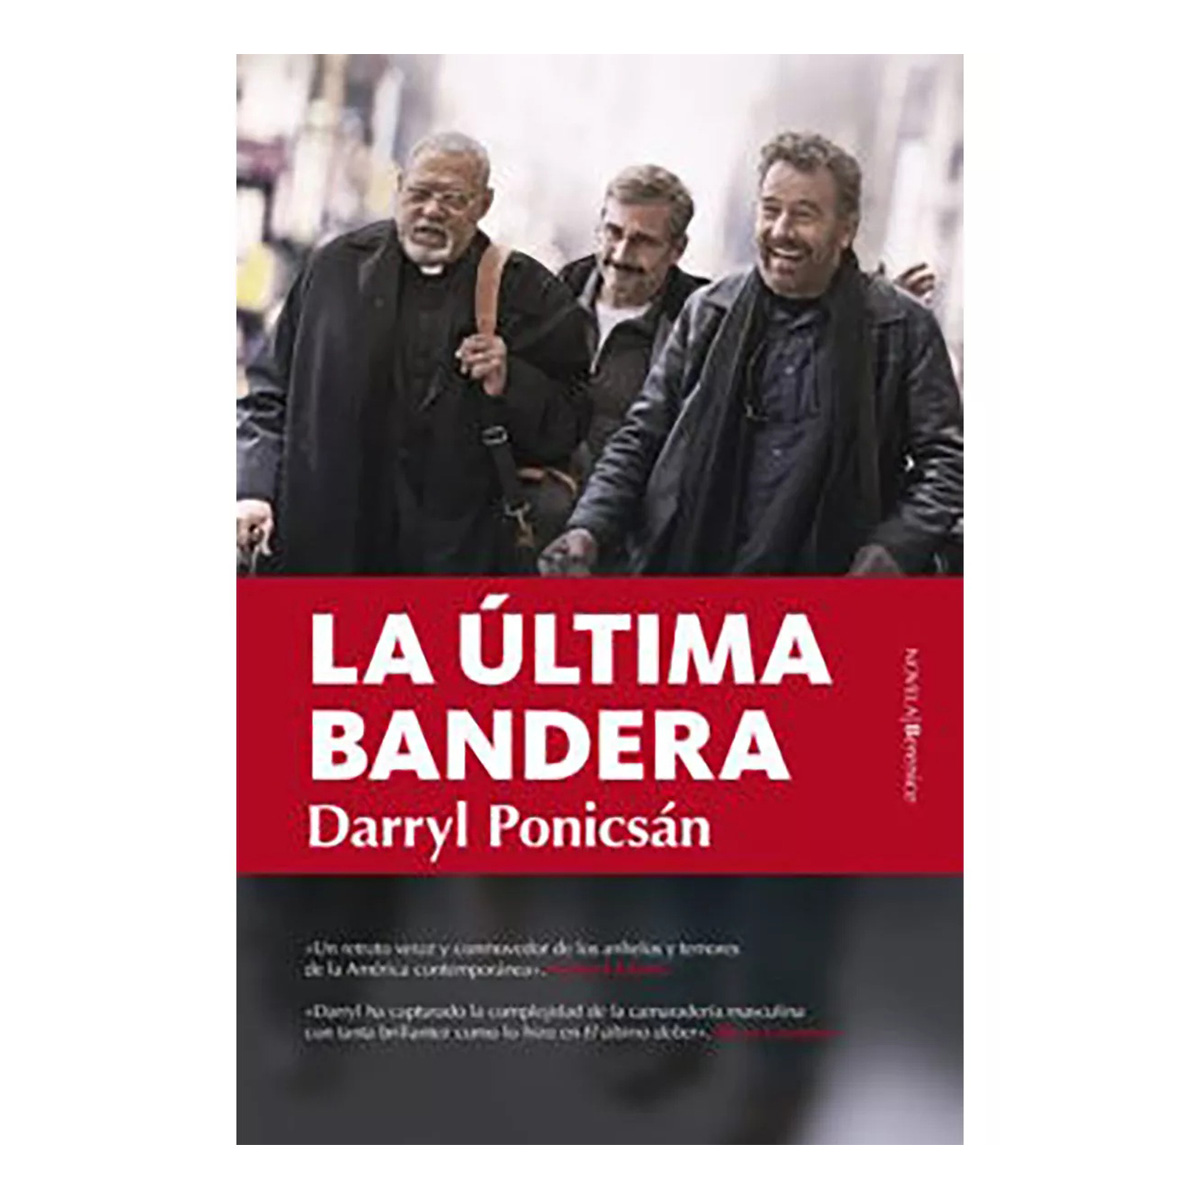 LA ÚLTIMA
BANDERA
Darryl Ponicsán
NOVELA|Berenice
«Un retrato veraz y conmovedor de los anhelos y temores
de la América contemporánea».
«Darryl ha capturado la complejidad de la camaradería masculina
con tanta brillantez como lo hizo en El último deber».